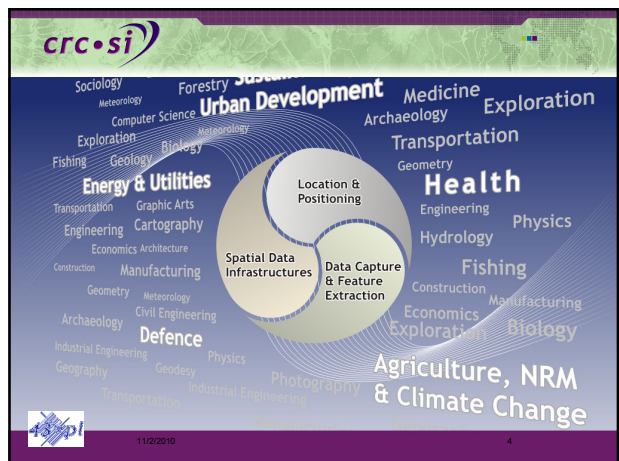 crc•si
Sociology
Forestry
Meteorology
Computer Science
Urban Development
Medicine
Archaeology
Exploration
Exploration
Meteorology
Biology
Fishing
Geology
Transportation
Geometry
Energy & Utilities
Location &
Positioning
Health
Transportation
Graphic Arts
Engineering
Cartography
Engineering
Physics
Hydrology
Economics
Architecture
Spatial Data
Infrastructures
Data Capture
& Feature
Extraction
Construction
Manufacturing
Fishing
Geometry
Meteorology
Construction
Manufacturing
Archaeology
Civil Engineering
Economics
Exploration
Biology
Defence
Industrial Engineering
Physics
Geography
Geodesy
Industrial Engineering
Photography
Transportation
Agriculture, NRM
& Climate Change
43pl
11/2/2010
4